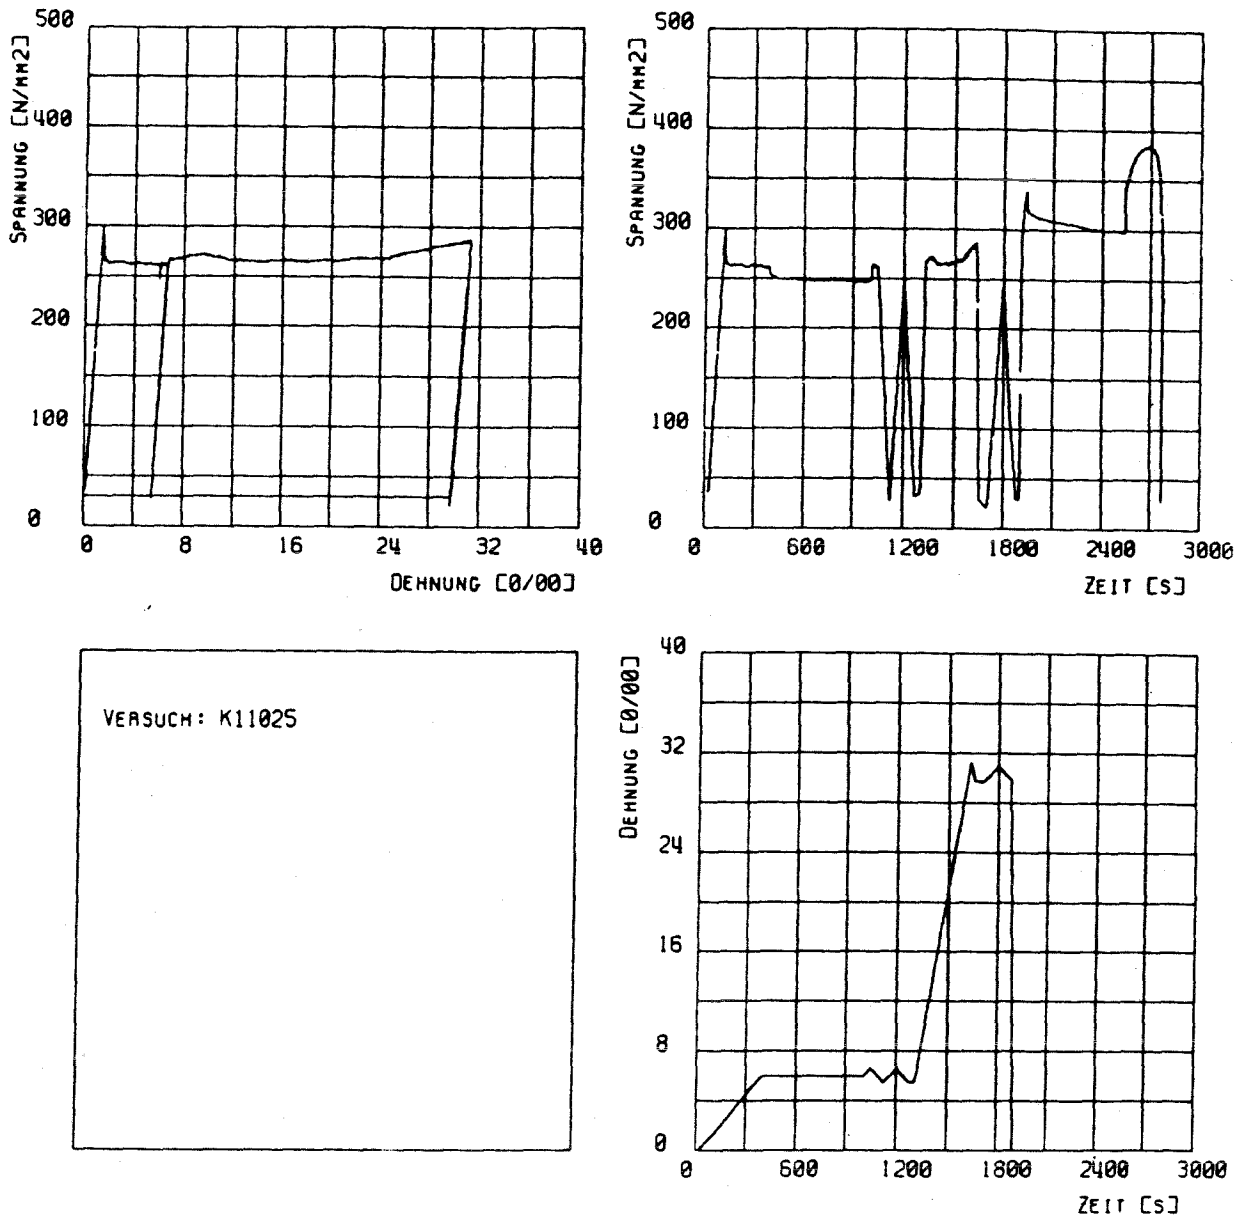 500
400
300
200
100
0
SPANNUNG [N/MM2]
0 8 16 24 32 40
DEHNUNG [0/00]
500
400
300
200
100
0
SPANNUNG [N/MM2]
0 600 1200 1800 2400 3000
ZEIT [S]
VERSUCH: K11025
40
32
24
16
8
0
DEHNUNG [0/00]
0 600 1200 1800 2400 3000
ZEIT [S]